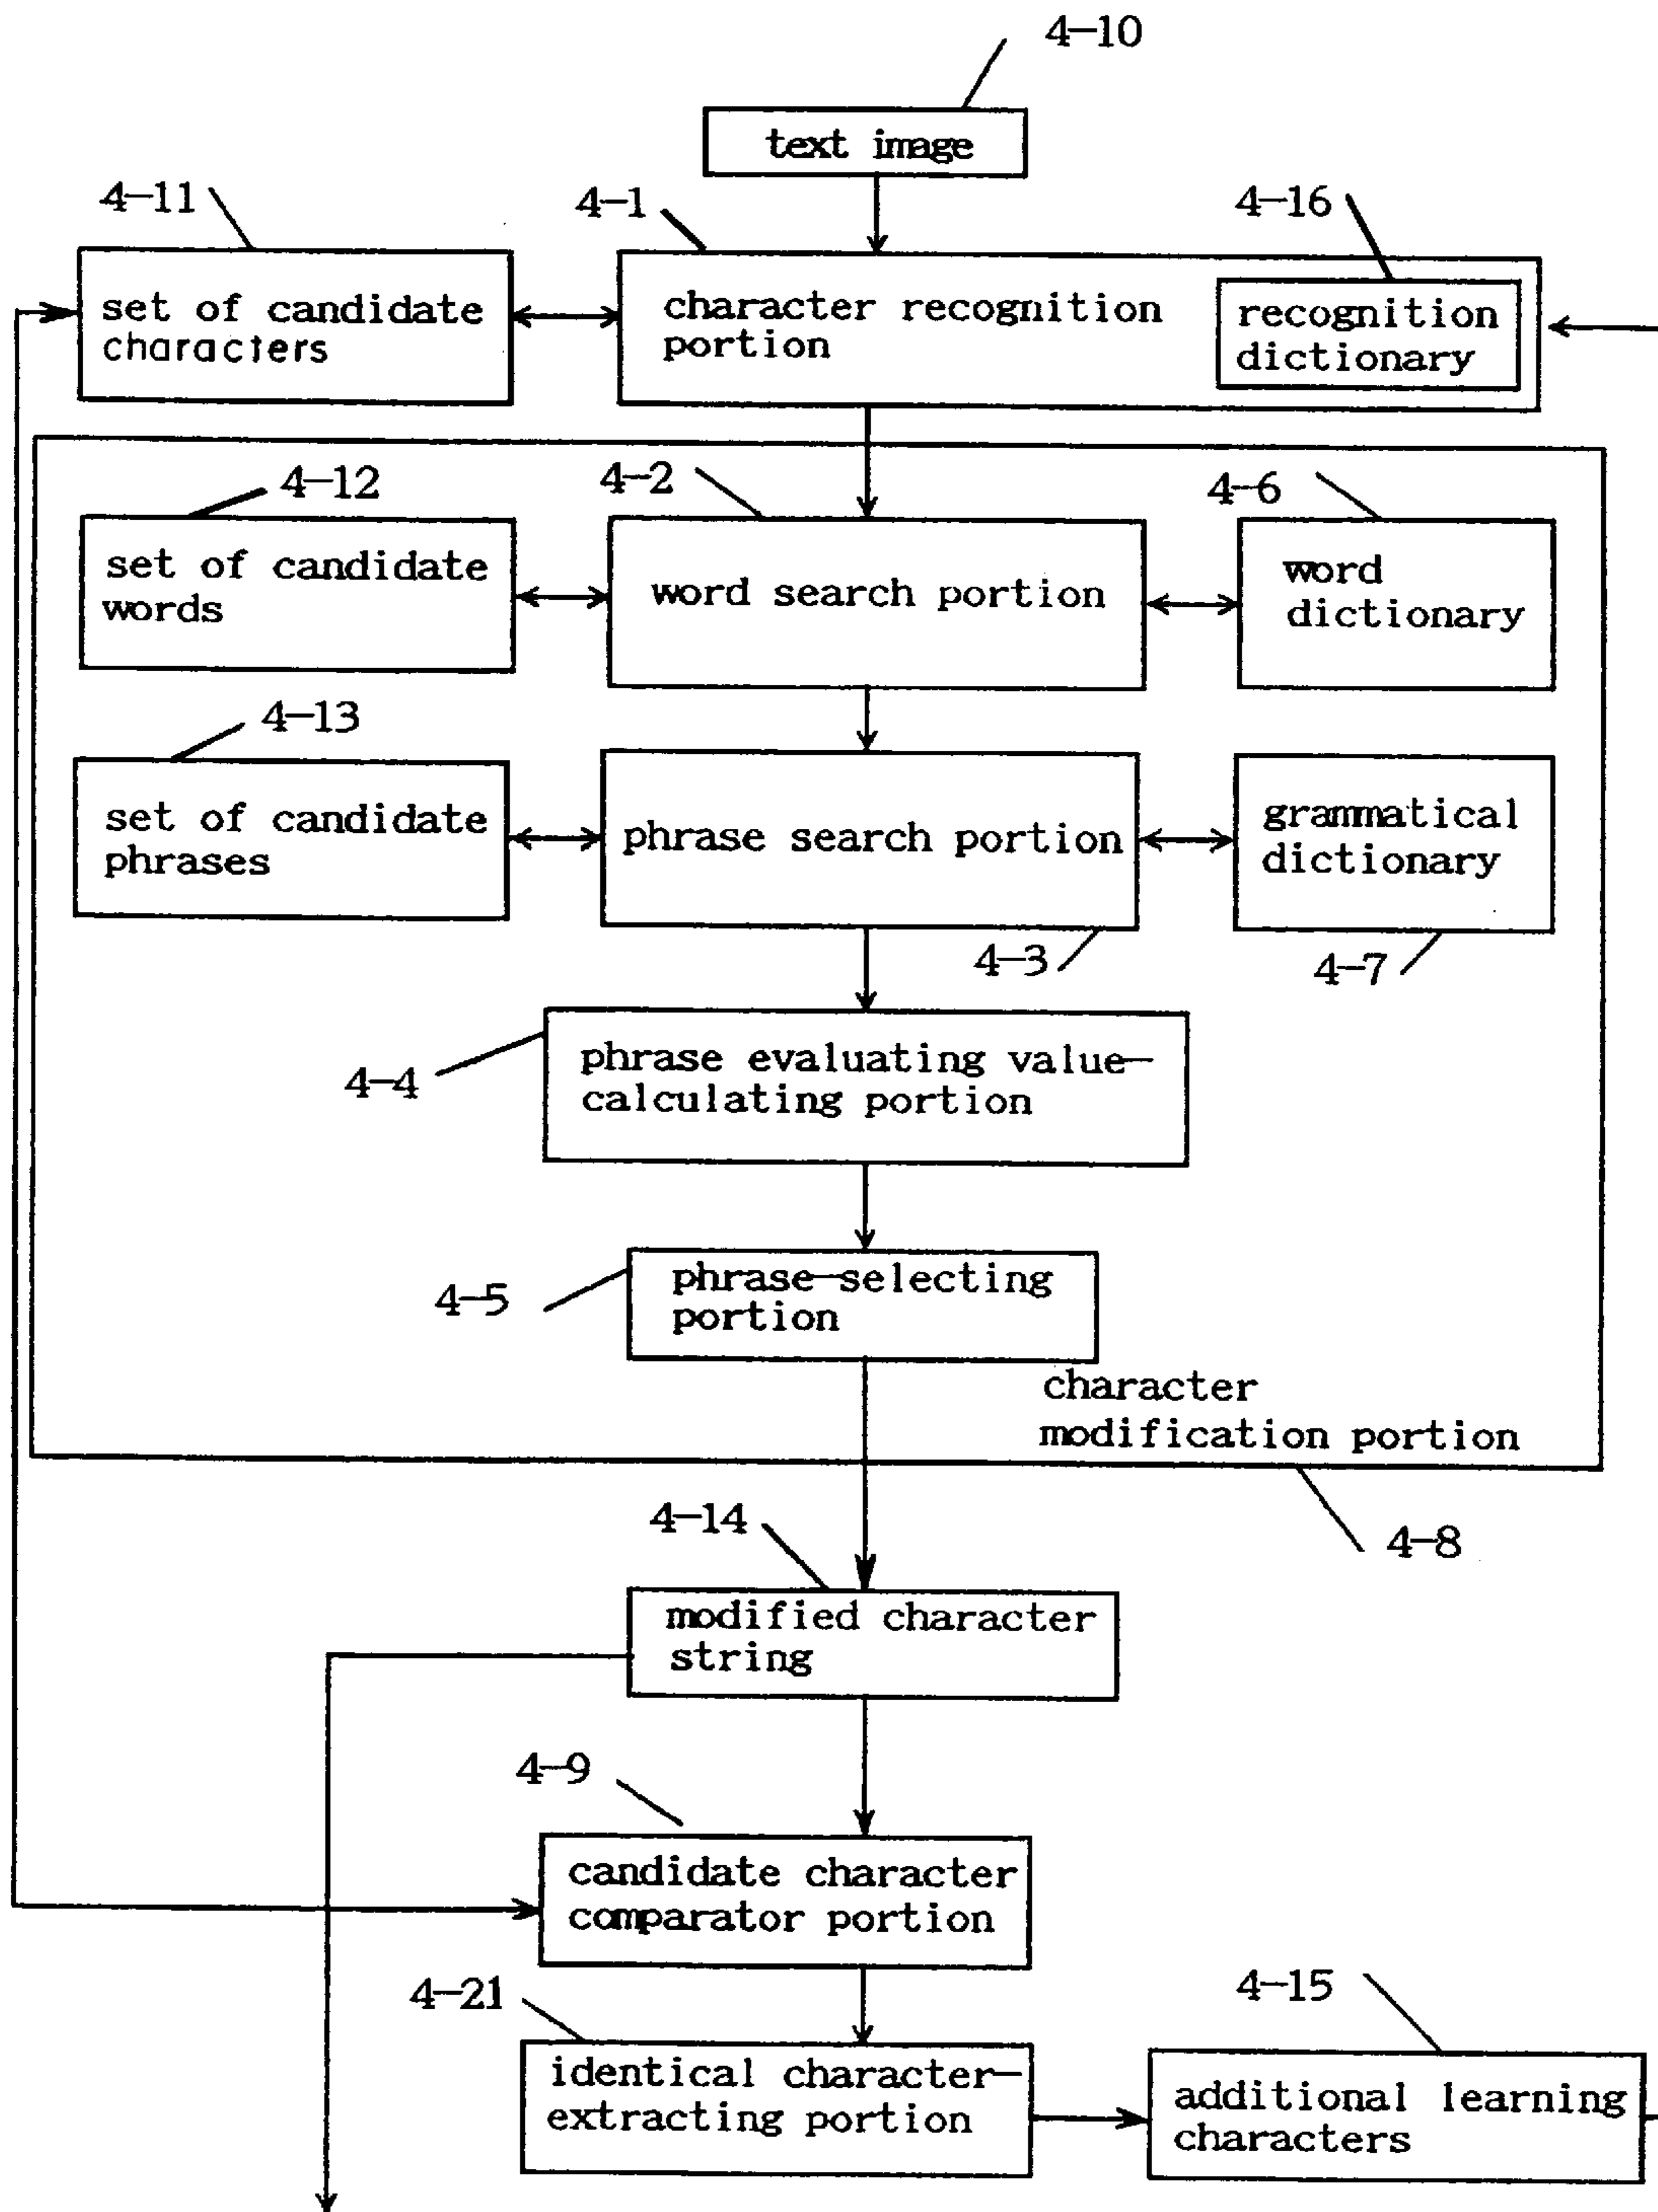 4-10
text image
4-11
4-1
4-16
set of candidate
characters
character recognition
portion
recognition
dictionary
4-12
4-2
4-6
set of candidate
words
word search portion
word
dictionary
4-13
set of candidate
phrases
phrase search portion
grammatical
dictionary
4-3
4-7
phrase evaluating value-
calculating portion
4-4
phrase-selecting
portion
4-5
character
modification portion
4-14
4-8
modified character
string
4-9
candidate character
comparator portion
4-21
4-15
identical character-
extracting portion
additional learning
characters